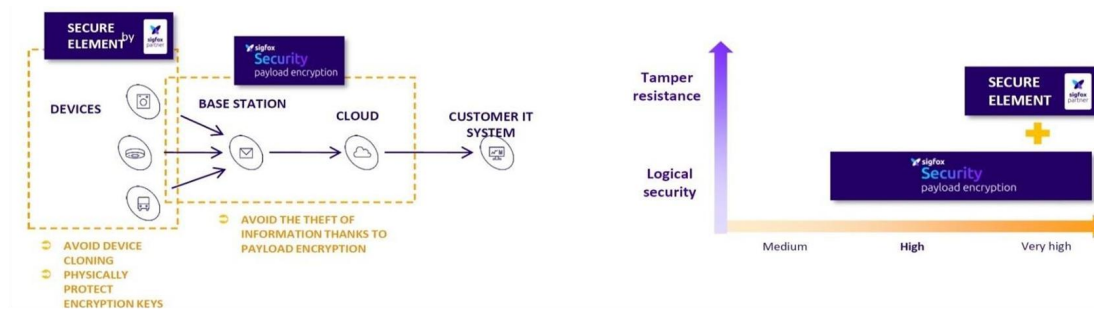 SECURE
ELEMENT by
sigfox
partner
sigfox
Security
payload encryption
DEVICES
BASE STATION
CLOUD
CUSTOMER IT
SYSTEM
AVOID DEVICE
CLONING
PHYSICALLY
PROTECT
ENCRYPTION KEYS
AVOID THE THEFT OF
INFORMATION THANKS TO
PAYLOAD ENCRYPTION
Tamper
resistance
SECURE
ELEMENT
sigfox
partner
Logical
security
sigfox
Security
payload encryption
Medium
High
Very high